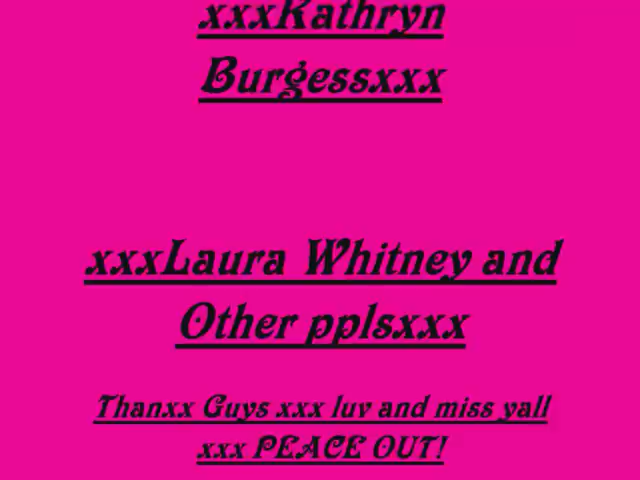 xxxKathryn
Burgessxxx
xxxLaura Whitney and
Other pplsxxx
Thanxx Guys xxx luv and miss yall
xxx PEACE OUT!